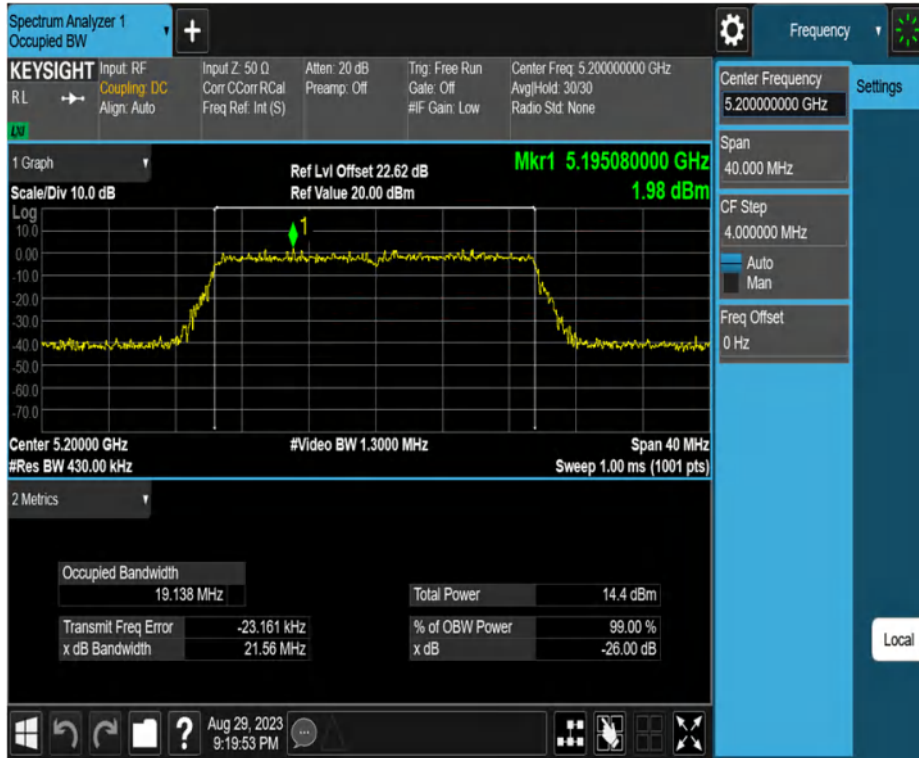 Spectrum Analyzer 1
Occupied BW
+
Frequency
KEYSIGHT
RL
LXI
Input: RF
Coupling: DC
Align: Auto
Input Z: 50 Ω
Corr CCorr RCal
Freq Ref: Int (S)
Atten: 20 dB
Preamp: Off
Trig: Free Run
Gate: Off
#IF Gain: Low
Center Freq: 5.200000000 GHz
Avg|Hold: 30/30
Radio Std: None
Center Frequency
5.200000000 GHz
Settings
Span
40.000 MHz
CF Step
4.000000 MHz
Auto
Man
Freq Offset
0 Hz
Local
1 Graph
Scale/Div 10.0 dB
Ref Lvl Offset 22.62 dB
Ref Value 20.00 dBm
Mkr1 5.195080000 GHz
1.98 dBm
Log
10.0
0.00
-10.0
-20.0
-30.0
-40.0
-50.0
-60.0
-70.0
1
Center 5.20000 GHz
#Video BW 1.3000 MHz
Span 40 MHz
#Res BW 430.00 kHz
Sweep 1.00 ms (1001 pts)
2 Metrics
Occupied Bandwidth
19.138 MHz
Total Power 14.4 dBm
Transmit Freq Error -23.161 kHz
% of OBW Power 99.00 %
x dB Bandwidth 21.56 MHz
x dB -26.00 dB
?
Aug 29, 2023
9:19:53 PM